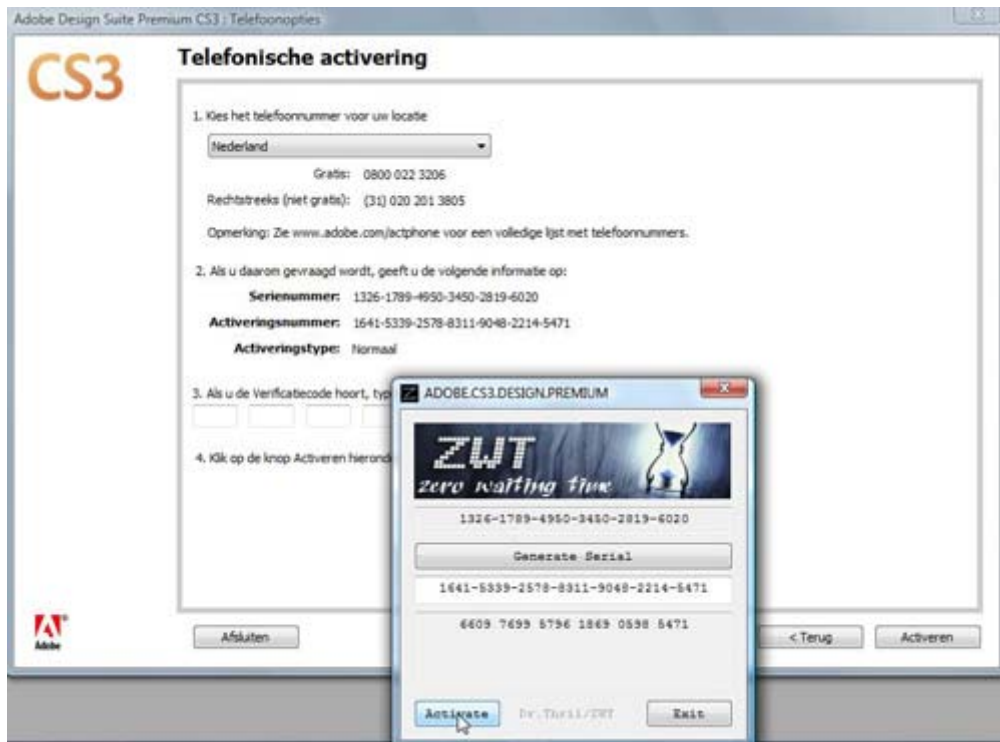 Adobe Design Suite Premium CS3 : Telefoonopties
CS3
Telefonische activering
1. Kies het telefoonnummer voor uw locatie
Nederland
Gratis: 0800 022 3206
Rechtstreeks (niet gratis): (31) 020 201 3805
Opmerking: Zie www.adobe.com/actphone voor een volledige lijst met telefoonnummers.
2. Als u daarom gevraagd wordt, geeft u de volgende informatie op:
Serienummer: 1326-1789-4950-3450-2819-6020
Activeringsnummer: 1641-5339-2578-8311-9048-2214-5471
Activeringstype: Normaal
3. Als u de Verificatiecode hoort, typ
4. Klik op de knop Activeren hierond
ADOBE.CS3.DESIGN.PREMIUM
ZWT
zero waiting time
1326-1789-4950-3450-2819-6020
Generate Serial
1641-5339-2578-8311-9048-2214-5471
6609 7699 5796 1869 0598 5471
Activate Dr.Thril/ZWT Exit
Adobe
Afsluiten < Terug Activeren